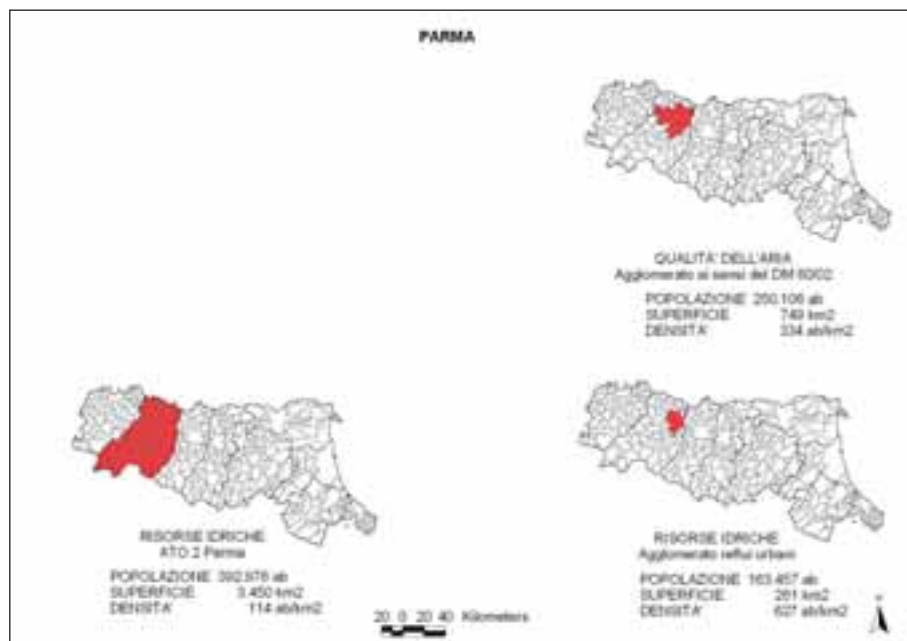 PARMA
QUALITA' DELL'ARIA
Agglomerato ai sensi del DM 60/02
POPOLAZIONE 250.106 ab
SUPERFICIE 749 km2
DENSITA' 334 ab/km2
RISORSE IDRICHE
ATO 2 Parma
POPOLAZIONE 392.976 ab
SUPERFICIE 3.450 km2
DENSITA' 114 ab/km2
RISORSE IDRICHE
Agglomerato reflui urbani
POPOLAZIONE 163.457 ab
SUPERFICIE 261 km2
DENSITA' 627 ab/km2
20 0 20 40 Kilometers